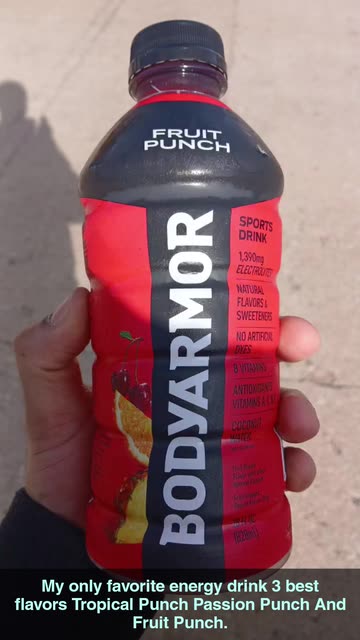 FRUIT
PUNCH
BODYARMOR
SPORTS
DRINK
1,390mg
ELECTROLYTES
NATURAL
FLAVORS &
SWEETENERS
NO ARTIFICIAL
DYES
B VITAMINS
ANTIOXIDANTS
VITAMINS A, C, & E
COCONUT
WATER
My only favorite energy drink 3 best
flavors Tropical Punch Passion Punch And
Fruit Punch.